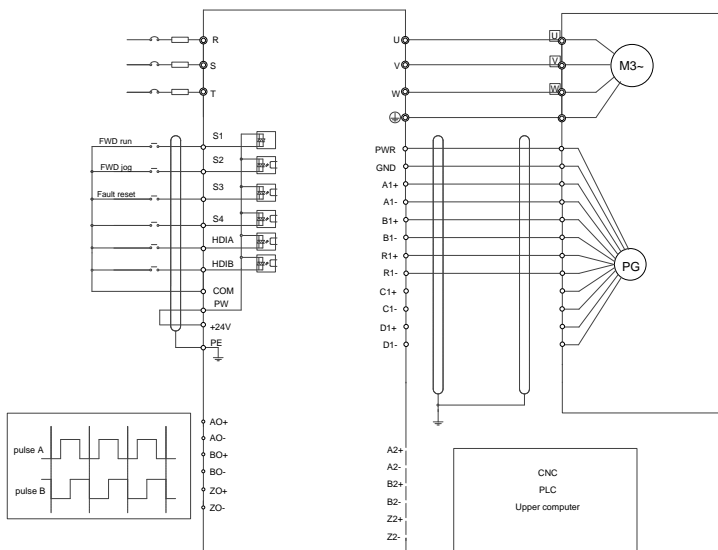 R
S
T
U
V
W
U
V
W
M3~
FWD run
FWD jog
Fault reset
S1
S2
S3
S4
HDIA
HDIB
COM
PW
+24V
PE
PWR
GND
A1+
A1-
B1+
B1-
R1+
R1-
C1+
C1-
D1+
D1-
PG
pulse A
pulse B
AO+
AO-
BO+
BO-
ZO+
ZO-
A2+
A2-
B2+
B2-
Z2+
Z2-
CNC
PLC
Upper computer